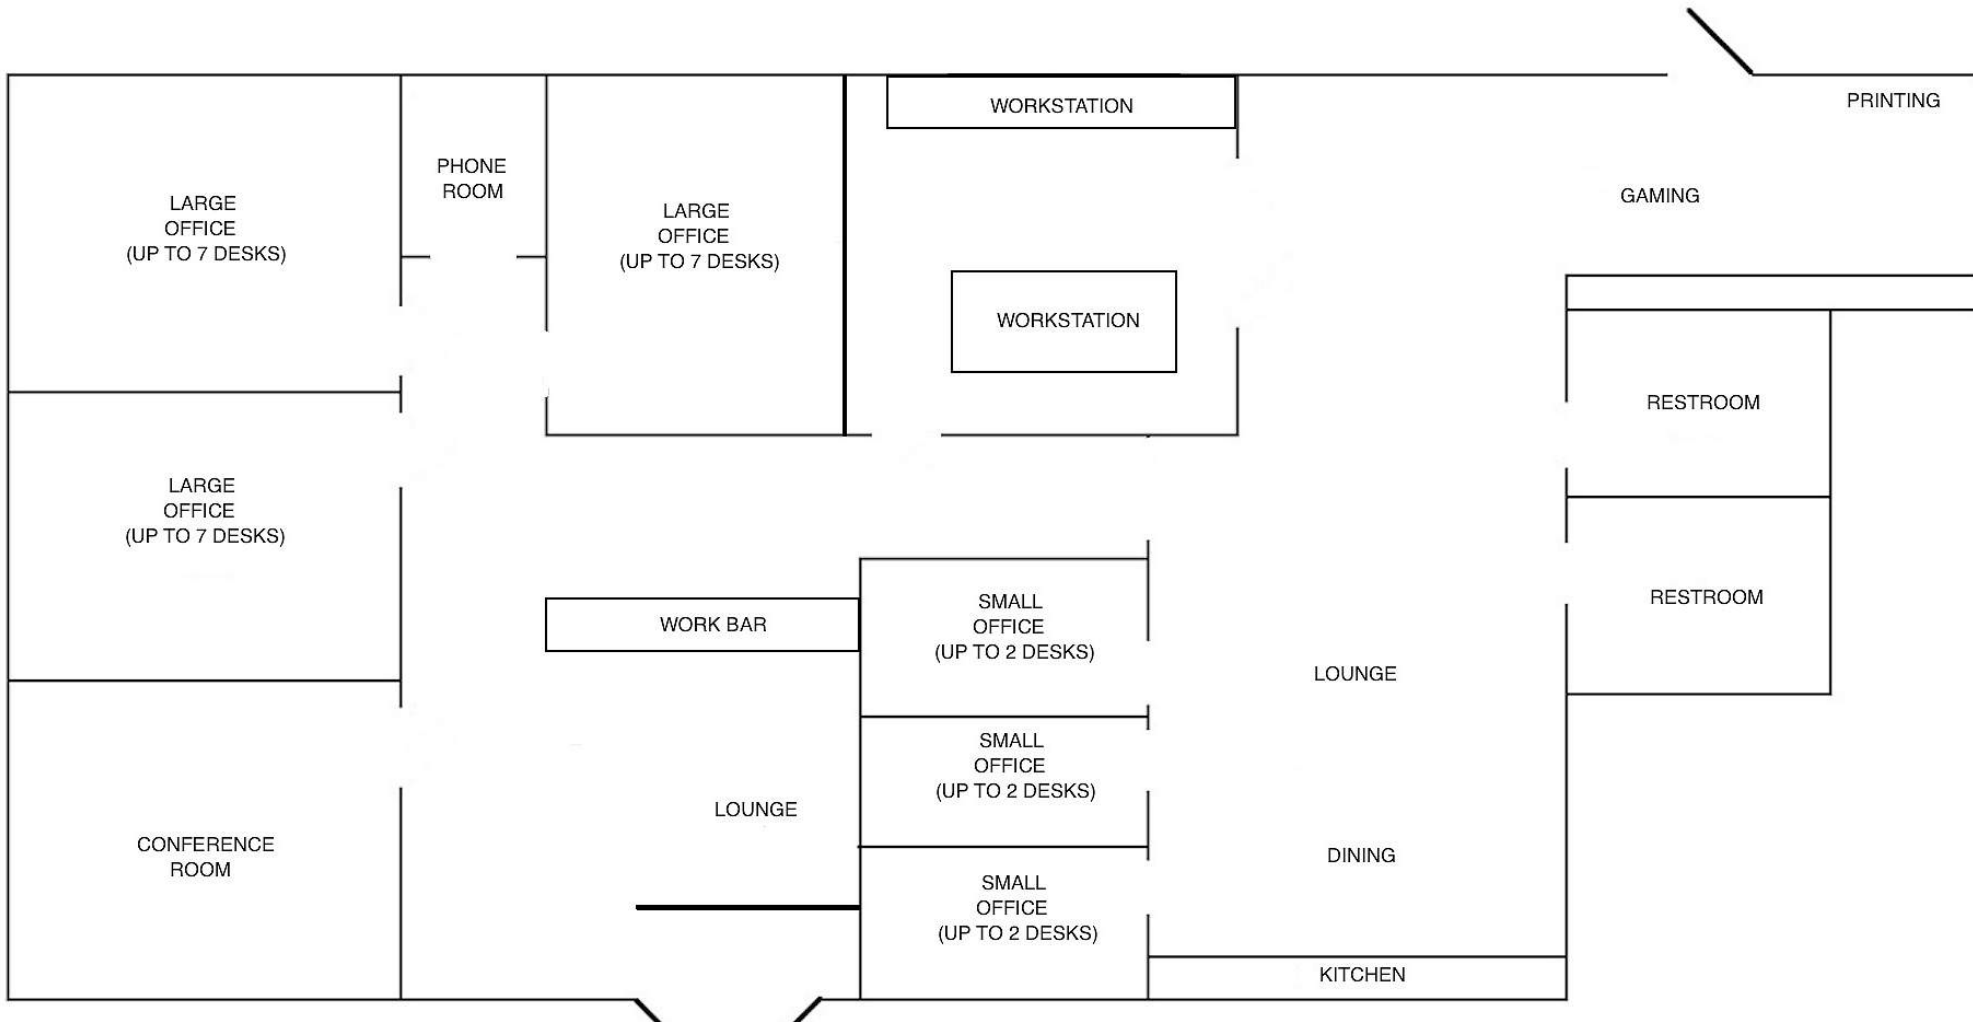 WORKSTATION
PRINTING
PHONE
ROOM
LARGE
OFFICE
(UP TO 7 DESKS)
LARGE
OFFICE
(UP TO 7 DESKS)
GAMING
WORKSTATION
RESTROOM
LARGE
OFFICE
(UP TO 7 DESKS)
WORK BAR
SMALL
OFFICE
(UP TO 2 DESKS)
RESTROOM
LOUNGE
SMALL
OFFICE
(UP TO 2 DESKS)
LOUNGE
CONFERENCE
ROOM
DINING
SMALL
OFFICE
(UP TO 2 DESKS)
KITCHEN